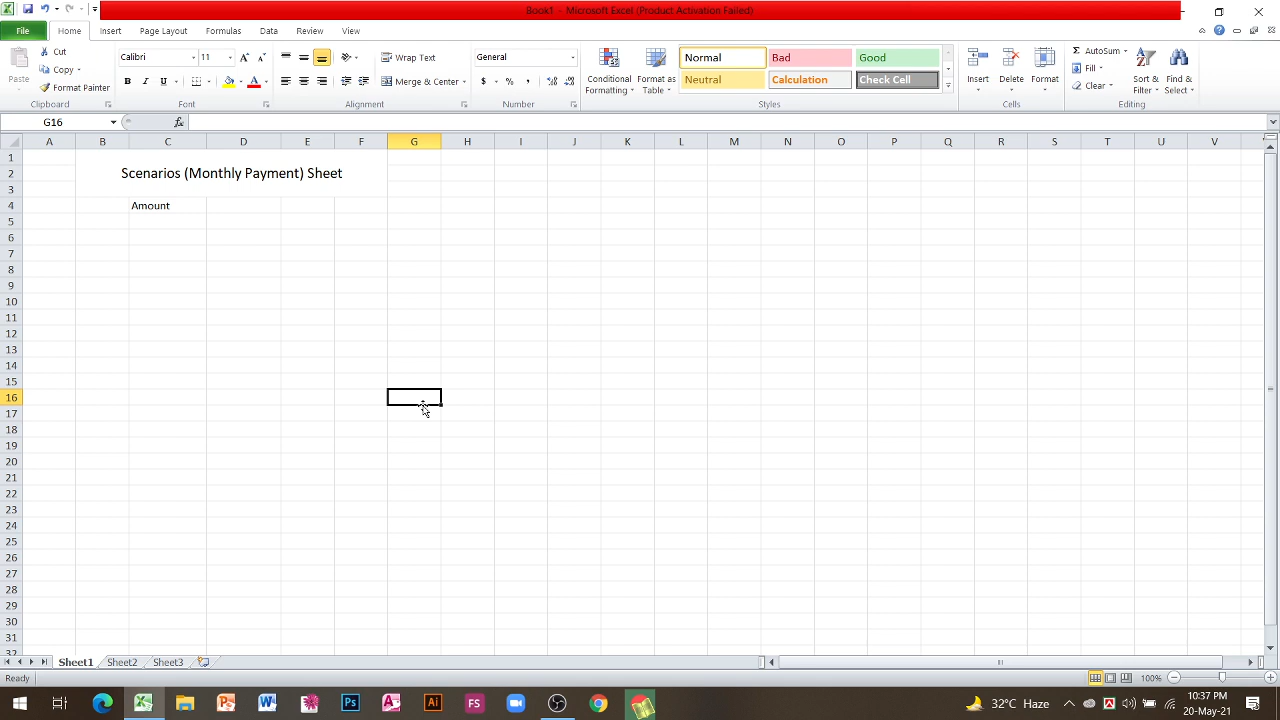 Book1 - Microsoft Excel (Product Activation Failed)
File Home Insert Page Layout Formulas Data Review View
Paste Cut Copy Format Painter Clipboard
Calibri 11 B I U A Font
Wrap Text Merge & Center Alignment
General $ % , Number
Conditional Formatting Format as Table
Normal Bad Good
Neutral Calculation Check Cell
Styles
Insert Delete Format Cells
AutoSum Fill Clear Sort & Filter Find & Select Editing
G16 fx
A B C D E F G H I J K L M N O P Q R S T U V
1
2 Scenarios (Monthly Payment) Sheet
3
4 Amount
5
6
7
8
9
10
11
12
13
14
15
16
17
18
19
20
21
22
23
24
25
26
27
28
29
30
31
32
Sheet1 Sheet2 Sheet3
Ready 100%
P W Ps A Ai FS 32°C Haze 10:37 PM
20-May-21